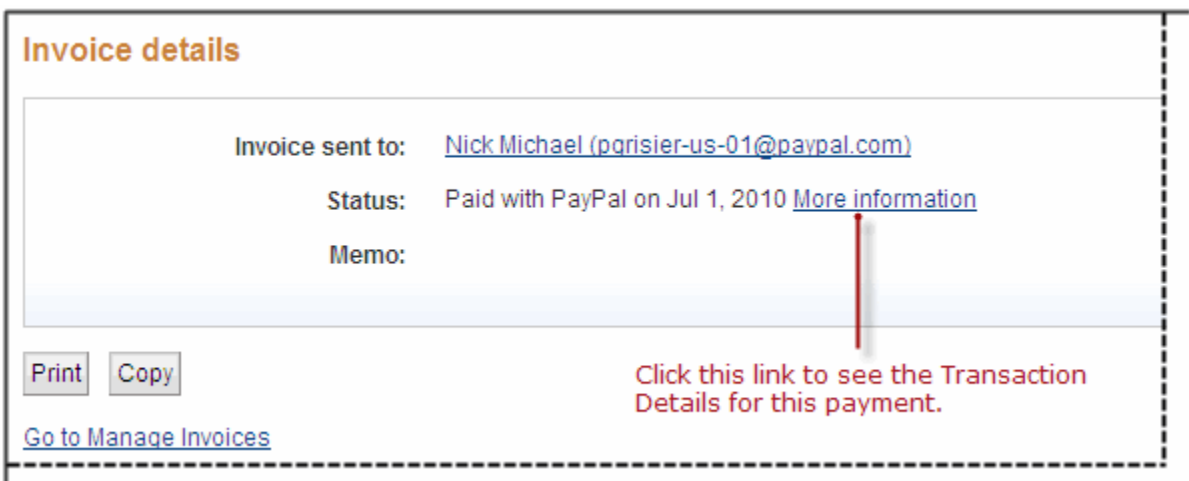 Invoice details
Invoice sent to: Nick Michael (pqrisier-us-01@paypal.com)
Status: Paid with PayPal on Jul 1, 2010 More information
Memo:
Print Copy
Click this link to see the Transaction
Details for this payment.
Go to Manage Invoices